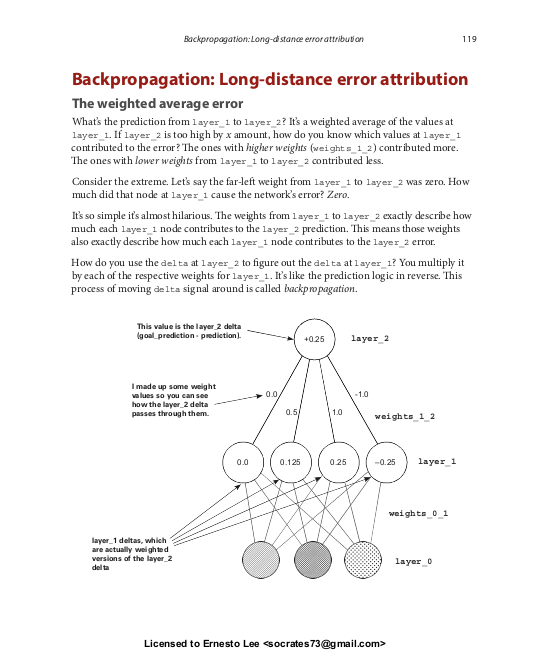 Backpropagation: Long-distance error attribution 119
Backpropagation: Long-distance error attribution
The weighted average error
What's the prediction from layer_1 to layer_2? It's a weighted average of the values at
layer_1. If layer_2 is too high by x amount, how do you know which values at layer_1
contributed to the error? The ones with higher weights (weights_1_2) contributed more.
The ones with lower weights from layer_1 to layer_2 contributed less.
Consider the extreme. Let's say the far-left weight from layer_1 to layer_2 was zero. How
much did that node at layer_1 cause the network's error? Zero.
It's so simple it's almost hilarious. The weights from layer_1 to layer_2 exactly describe how
much each layer_1 node contributes to the layer_2 prediction. This means those weights
also exactly describe how much each layer_1 node contributes to the layer_2 error.
How do you use the delta at layer_2 to figure out the delta at layer_1? You multiply it
by each of the respective weights for layer_1. It's like the prediction logic in reverse. This
process of moving delta signal around is called backpropagation.
This value is the layer_2 delta
(goal_prediction - prediction).
+0.25
layer_2
I made up some weight
values so you can see
how the layer_2 delta
passes through them.
0.0
0.5
1.0
-1.0
weights_1_2
0.0
0.125
0.25
–0.25
layer_1
weights_0_1
layer_1 deltas, which
are actually weighted
versions of the layer_2
delta
layer_0
Licensed to Ernesto Lee <socrates73@gmail.com>